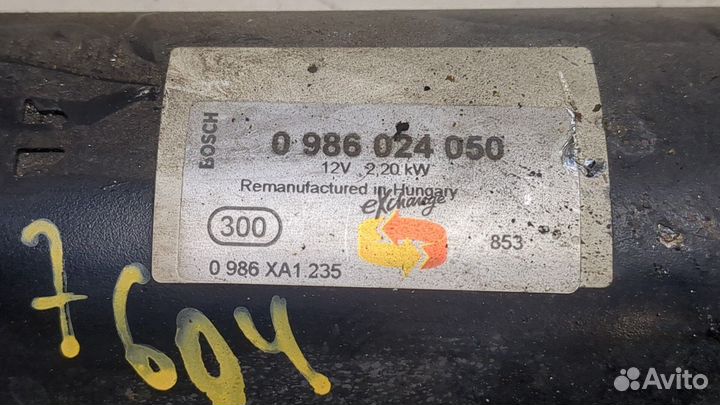 BOSCH
0 986 024 050
12V 2,20 kW
Remanufactured in Hungary
eXchange
300
853
0 986 XA1 235
7694
Avito